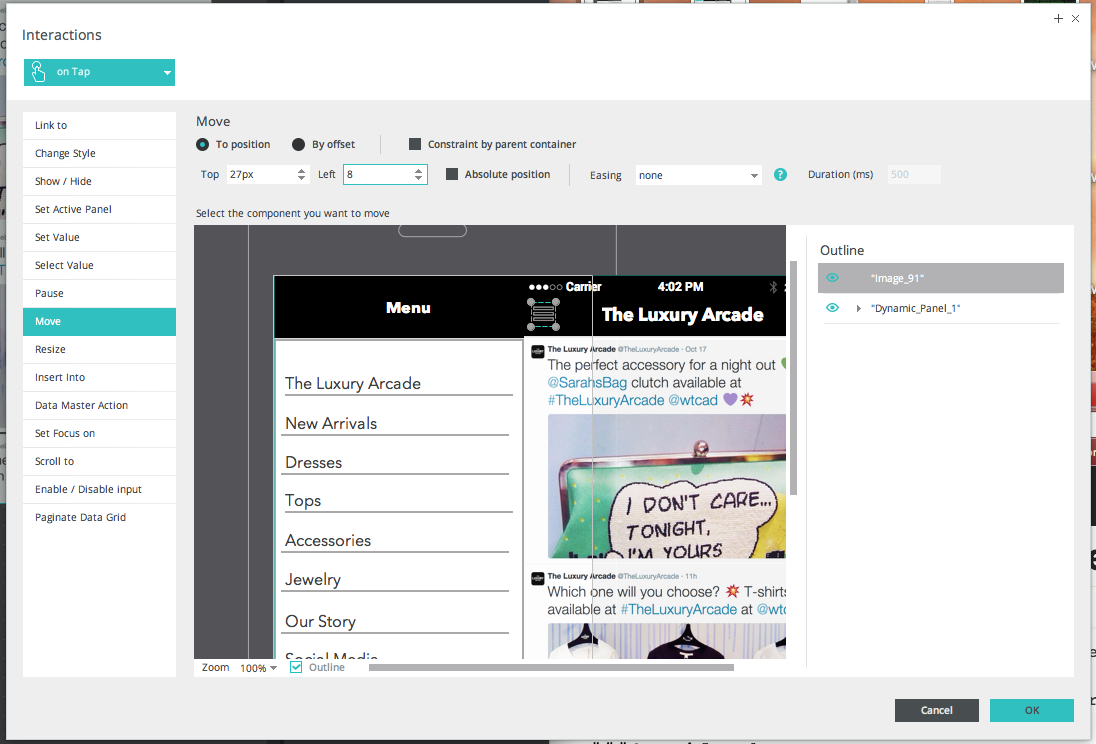 Interactions
on Tap
Link to
Change Style
Show / Hide
Set Active Panel
Set Value
Select Value
Pause
Move
Resize
Insert Into
Data Master Action
Set Focus on
Scroll to
Enable / Disable input
Paginate Data Grid
Move
To position By offset Constraint by parent container
Top 27px Left 8 Absolute position Easing none ? Duration (ms) 500
Select the component you want to move
Menu
Carrier 4:02 PM
The Luxury Arcade
The Luxury Arcade
New Arrivals
Dresses
Tops
Accessories
Jewelry
Our Story
Social Media
The Luxury Arcade @TheLuxuryArcade · Oct 17
The perfect accessory for a night out
@SarahsBag clutch available at
#TheLuxuryArcade @wtcad
I DON'T CARE...
TONIGHT,
I'M YOURS
The Luxury Arcade @TheLuxuryArcade · 11h
Which one will you choose? T-shirts
available at #TheLuxuryArcade at @wtc
Outline
"Image_91"
"Dynamic_Panel_1"
Zoom 100% Outline
Cancel OK